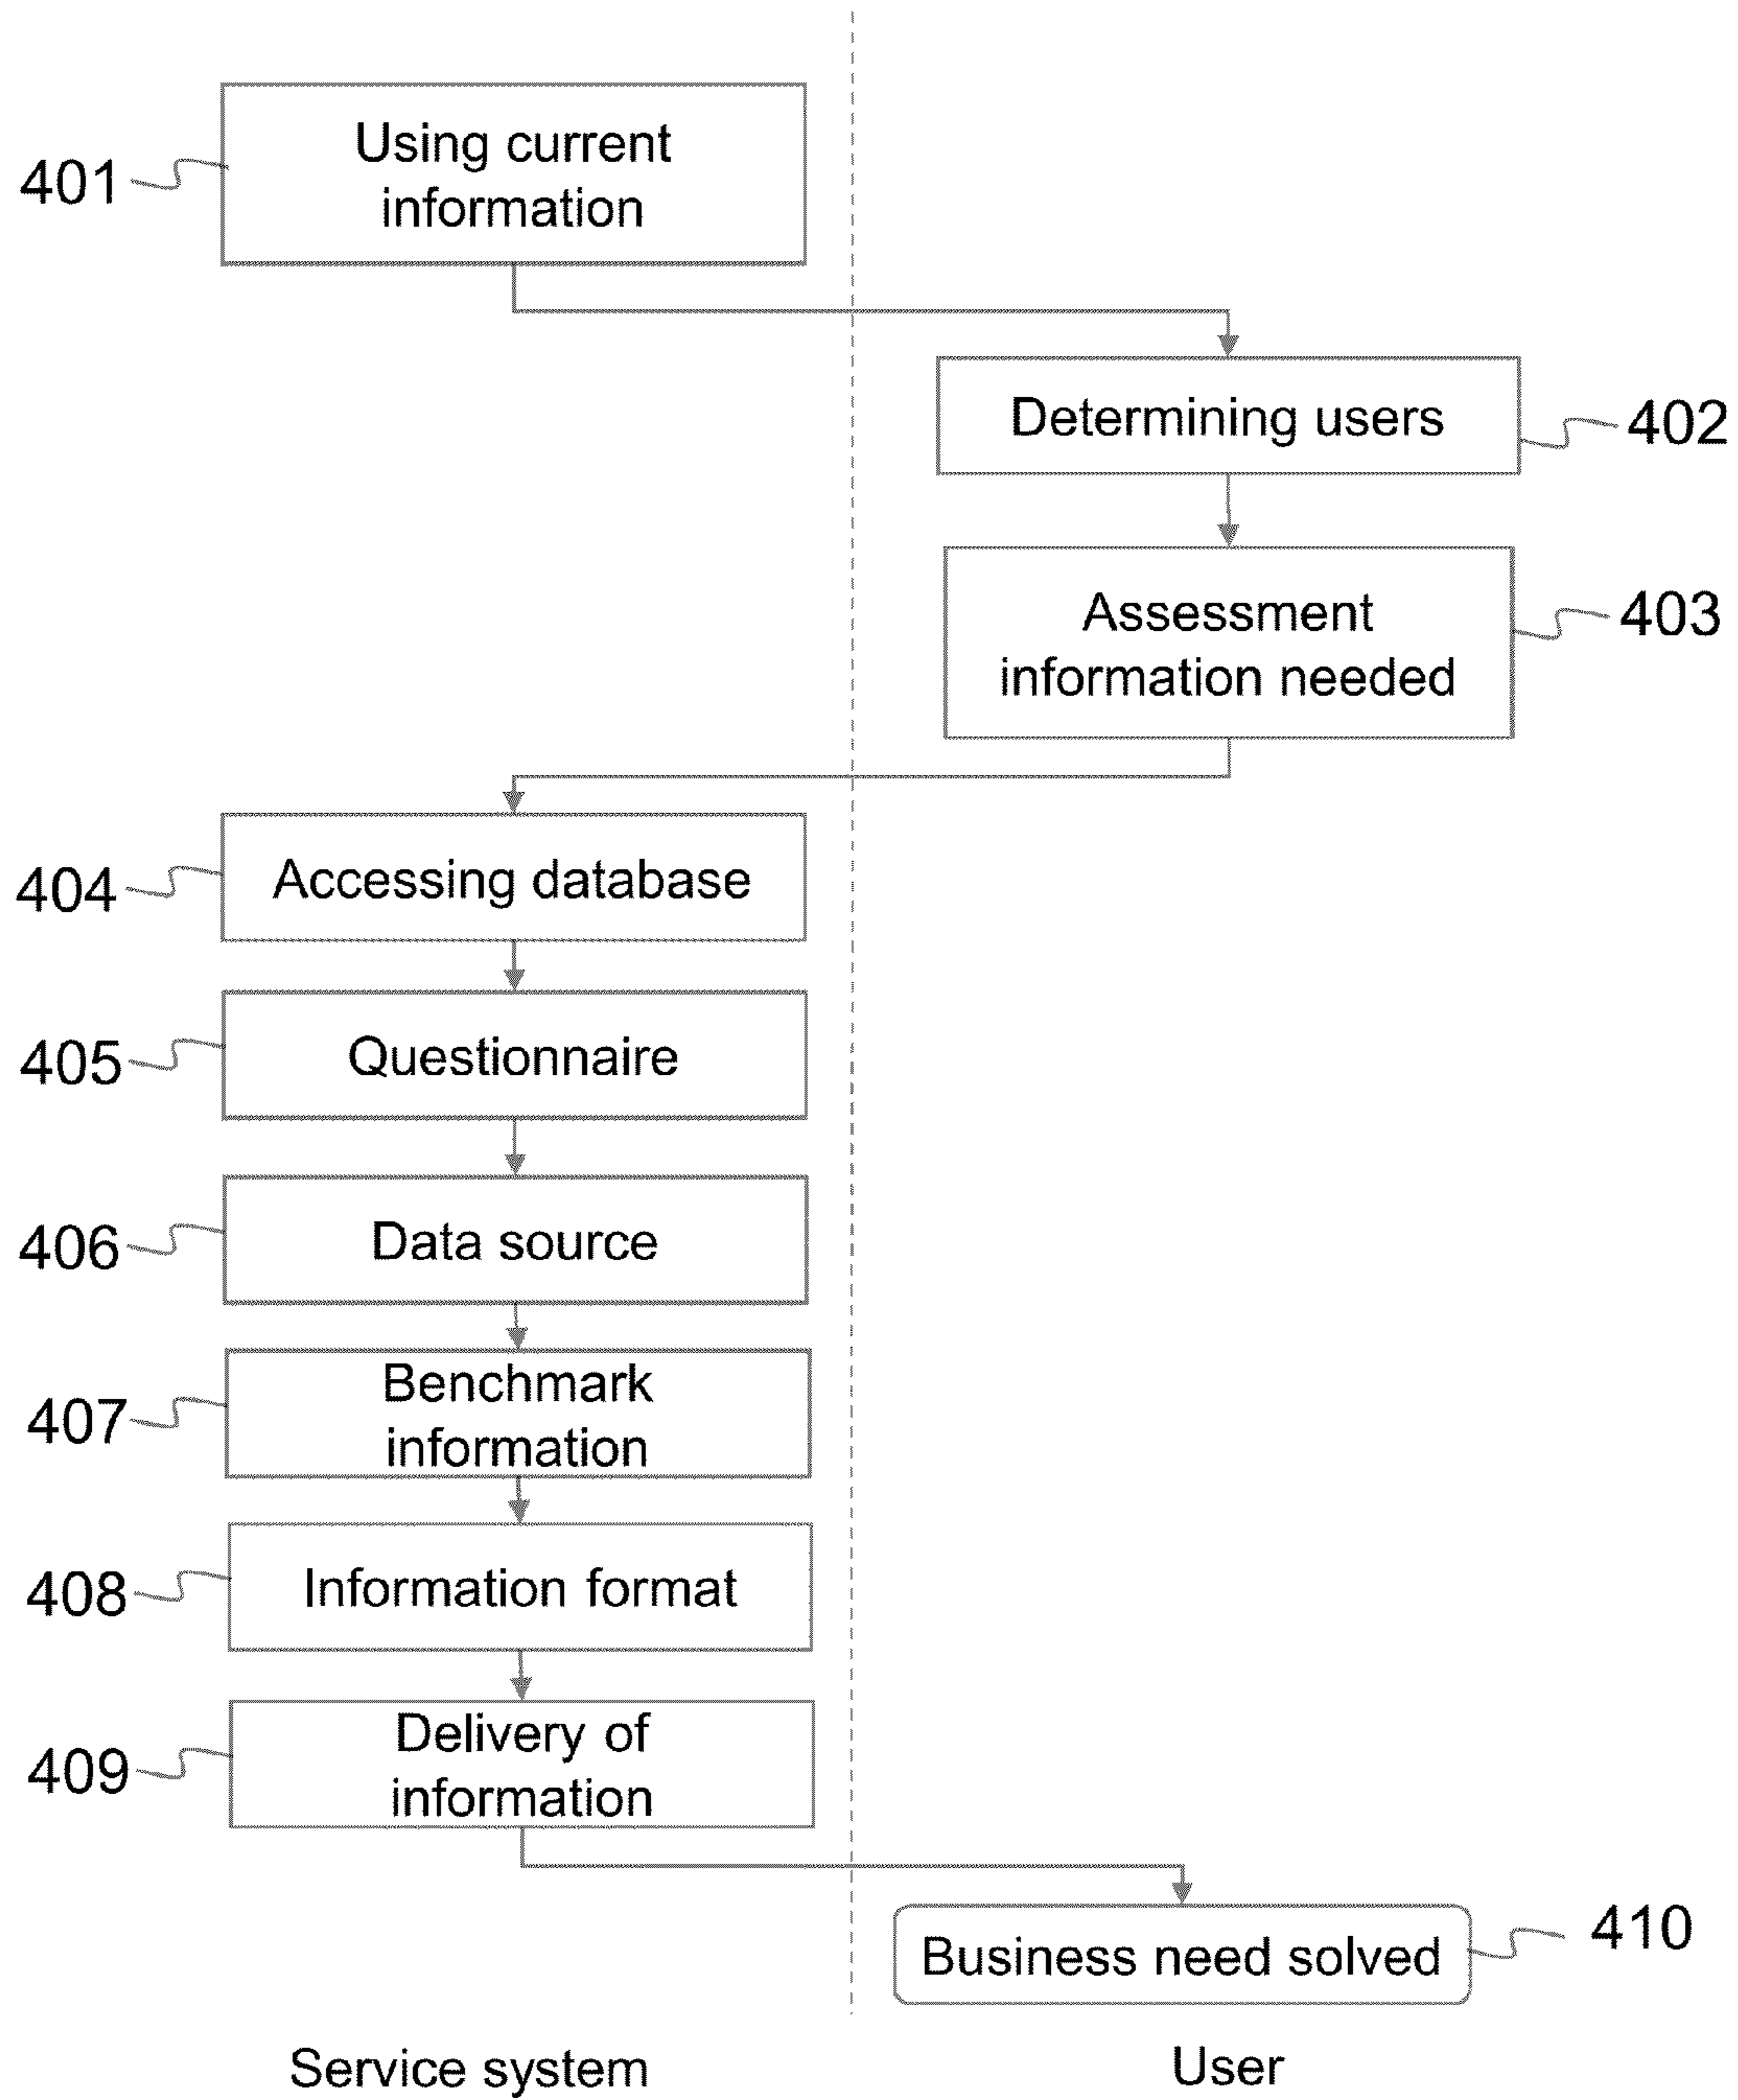 401
Using current
information
Determining users
402
Assessment
information needed
403
404
Accessing database
405
Questionnaire
406
Data source
407
Benchmark
information
408
Information format
409
Delivery of
information
Business need solved
410
Service system
User